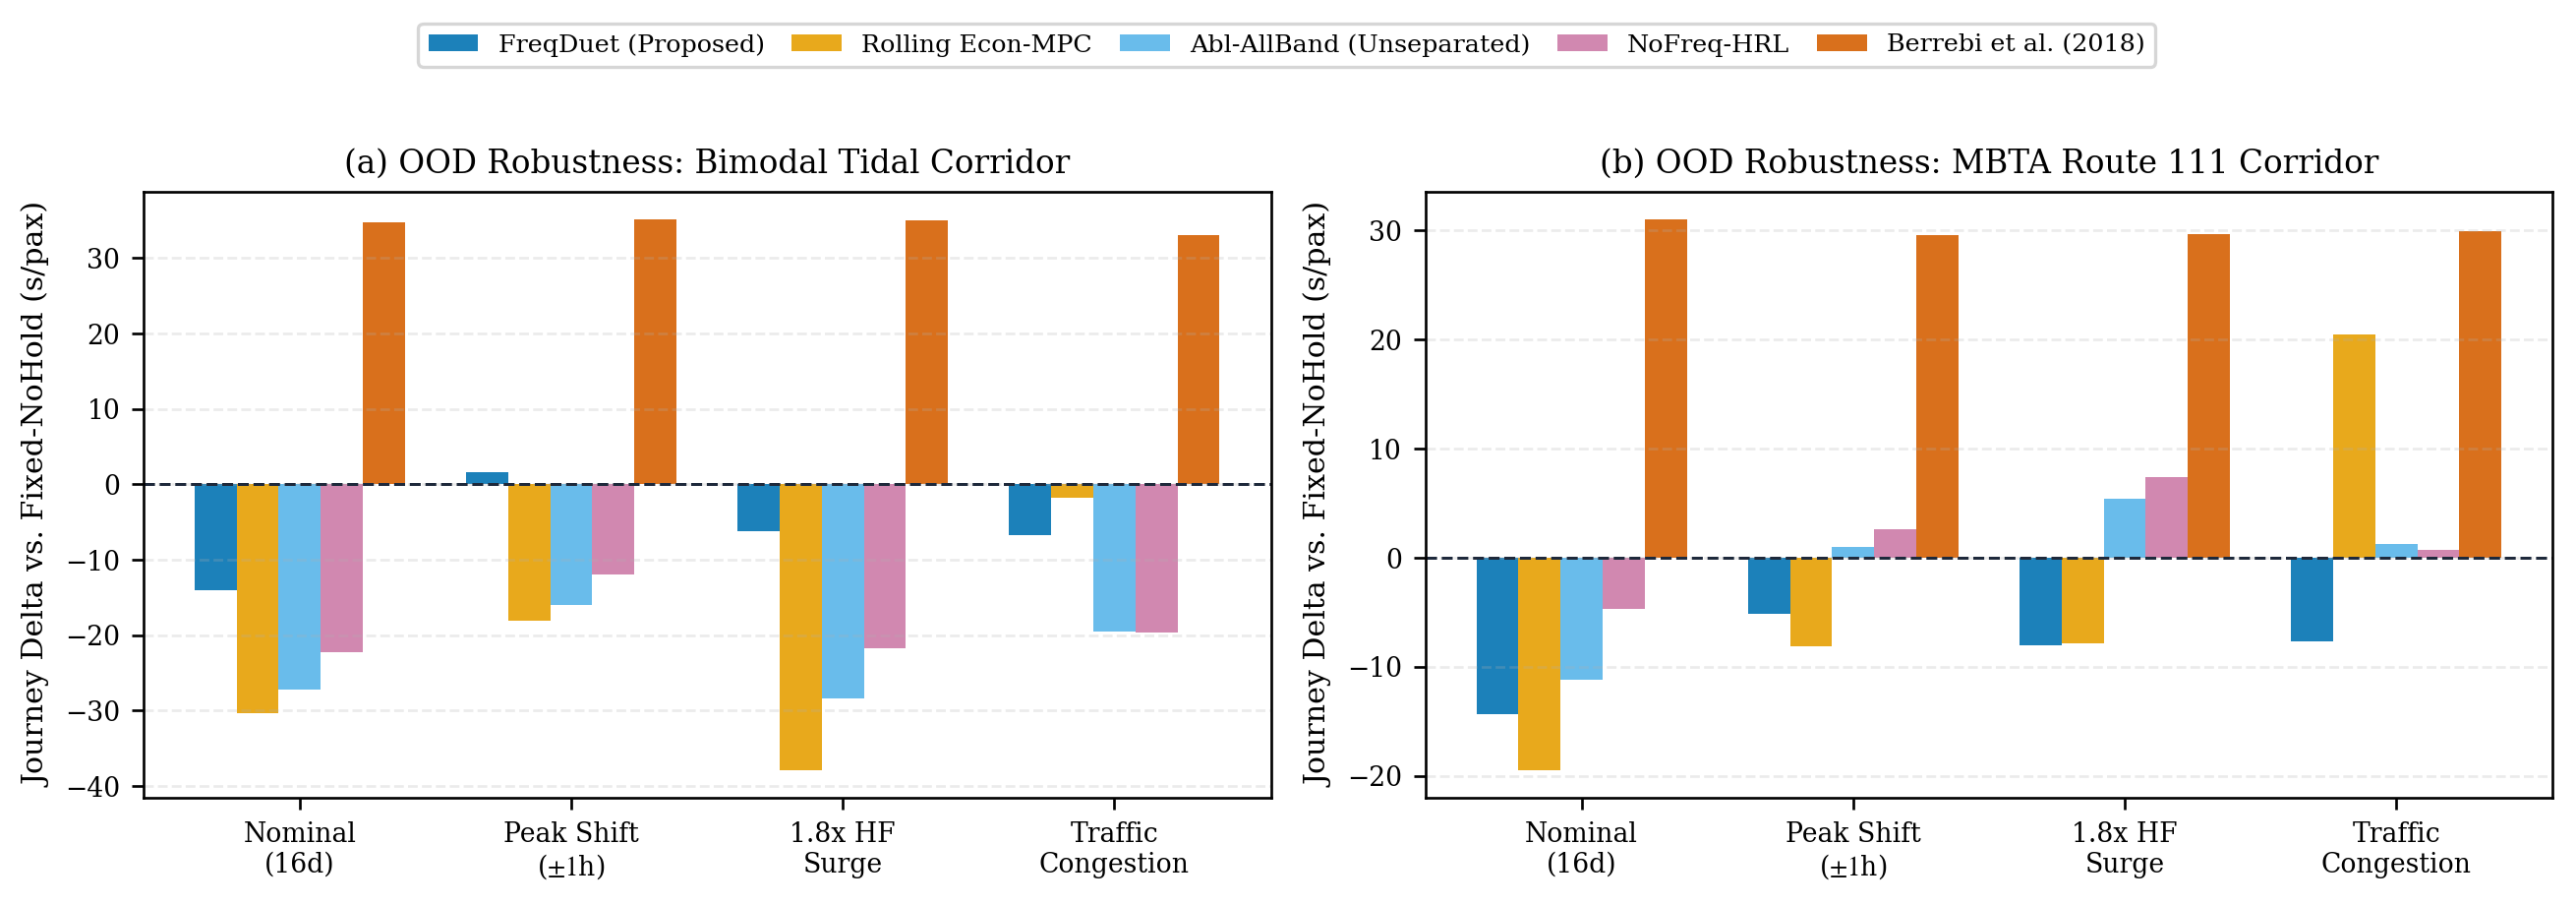 FreqDuet (Proposed) Rolling Econ-MPC Abl-AllBand (Unseparated) NoFreq-HRL Berrebi et al. (2018)
(a) OOD Robustness: Bimodal Tidal Corridor
Journey Delta vs. Fixed-NoHold (s/pax)
30
20
10
0
−10
−20
−30
−40
Nominal
(16d)
Peak Shift
(±1h)
1.8x HF
Surge
Traffic
Congestion
(b) OOD Robustness: MBTA Route 111 Corridor
Journey Delta vs. Fixed-NoHold (s/pax)
30
20
10
0
−10
−20
Nominal
(16d)
Peak Shift
(±1h)
1.8x HF
Surge
Traffic
Congestion